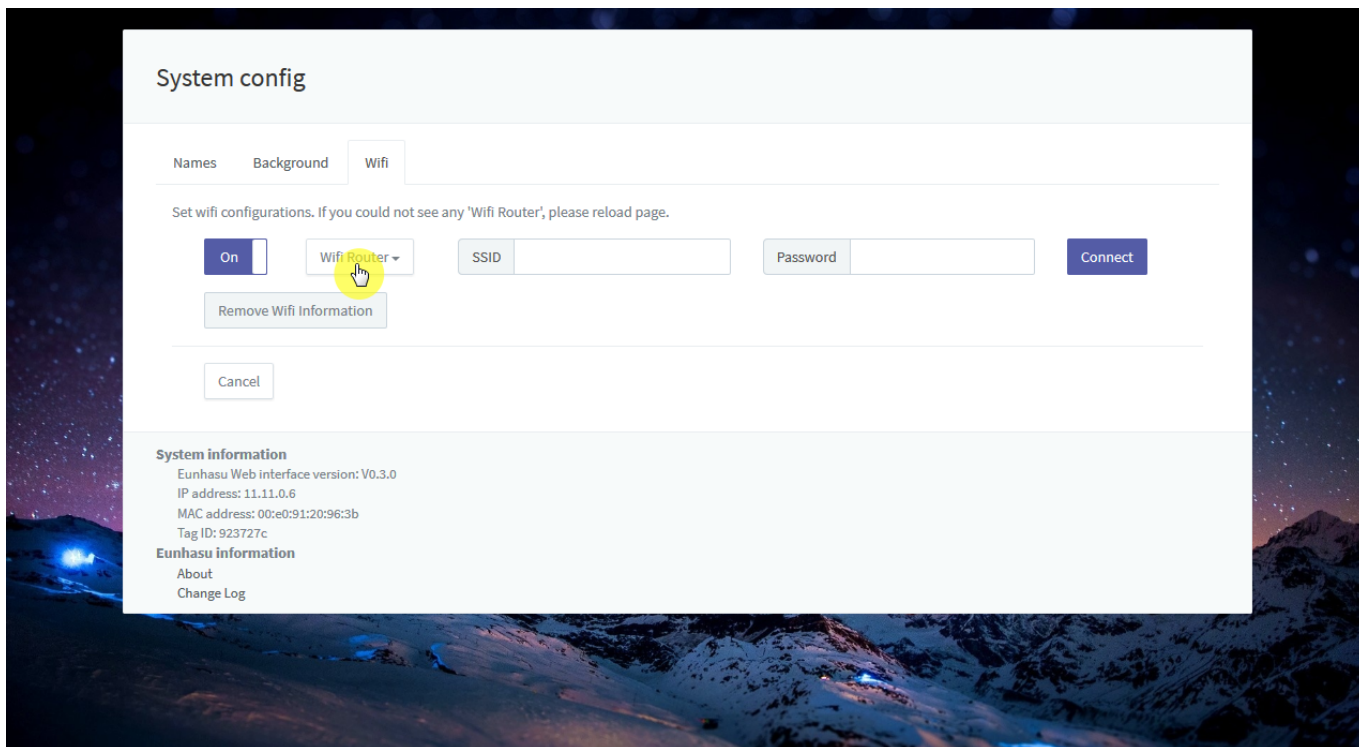 System config
Names Background Wifi
Set wifi configurations. If you could not see any 'Wifi Router', please reload page.
On Wifi Router SSID Password Connect
Remove Wifi Information
Cancel
System information
Eunhasu Web interface version: V0.3.0
IP address: 11.11.0.6
MAC address: 00:e0:91:20:96:3b
Tag ID: 923727c
Eunhasu information
About
Change Log